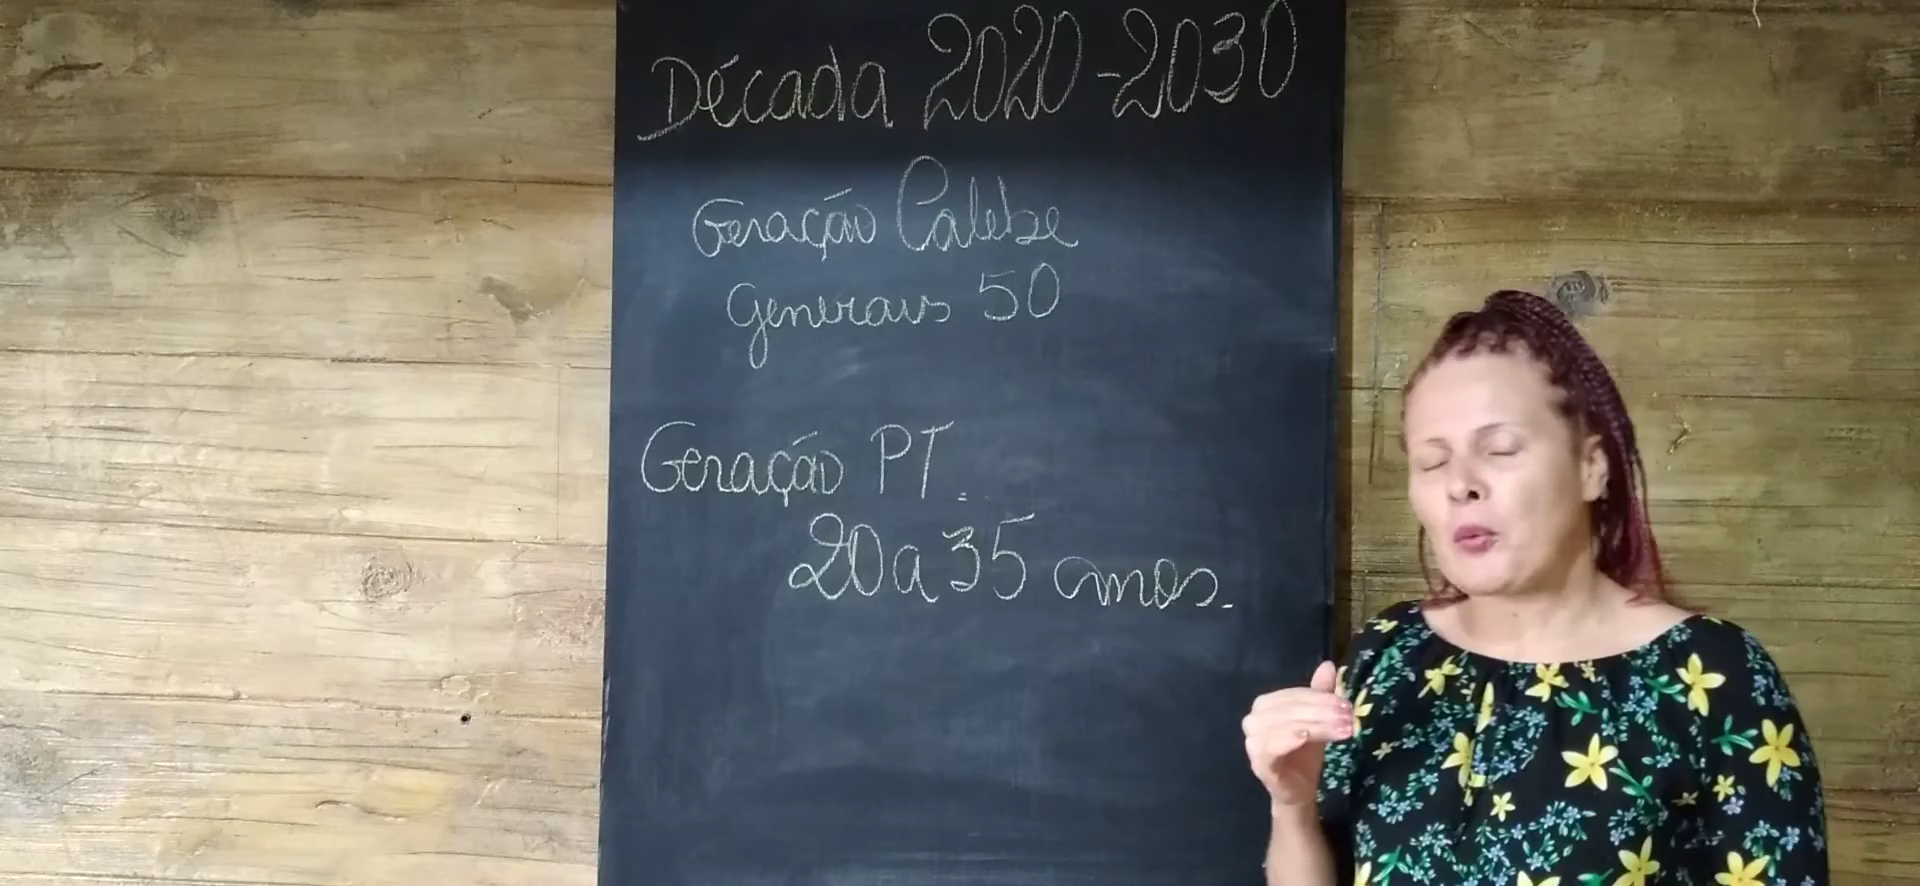 Década 2020-2030
Geração Calebe
Generais 50
Geração PT.
20 a 35 anos.